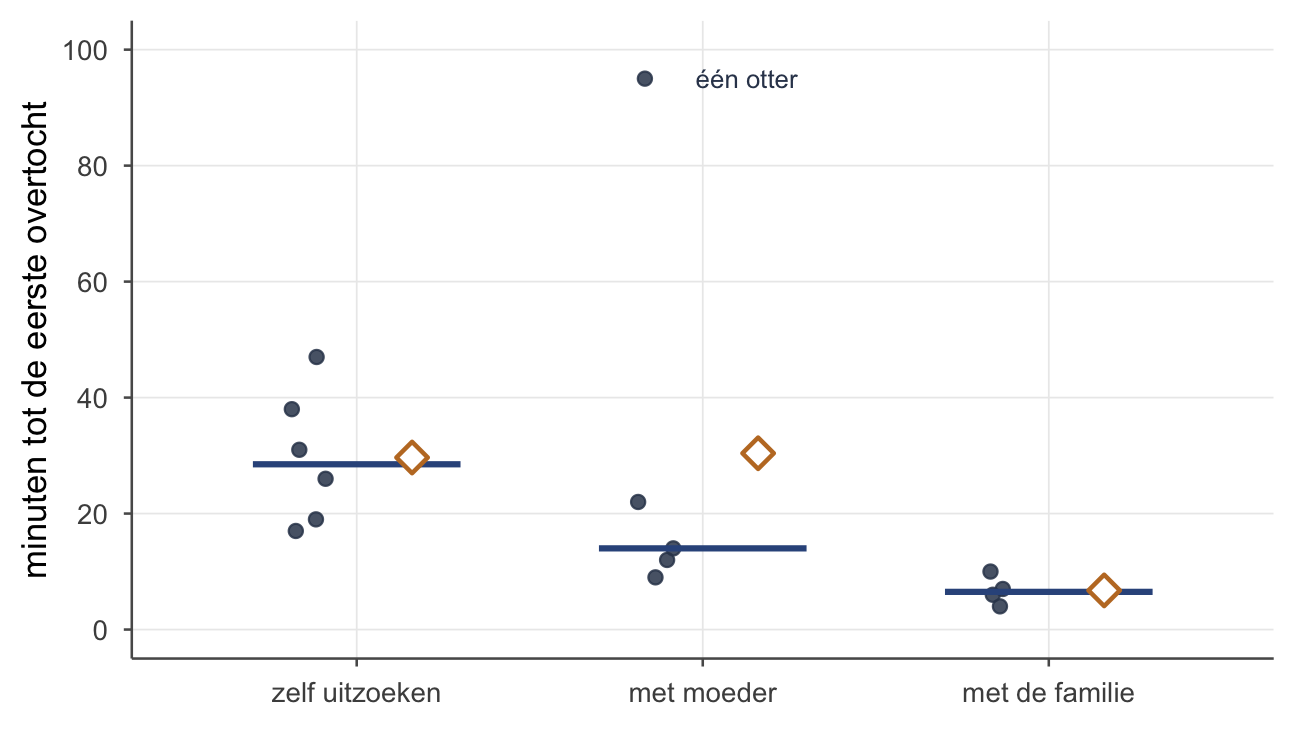 minuten tot de eerste overtocht
100
80
60
40
20
0
één otter
zelf uitzoeken
met moeder
met de familie